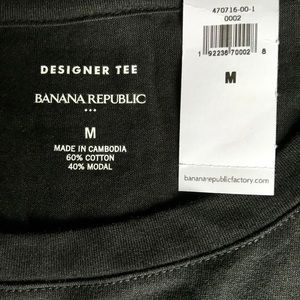 DESIGNER TEE
BANANA REPUBLIC
M
MADE IN CAMBODIA
60% COTTON
40% MODAL
470716-00-1
0002
1 92236 70002 8
M
bananarepublicfactory.com